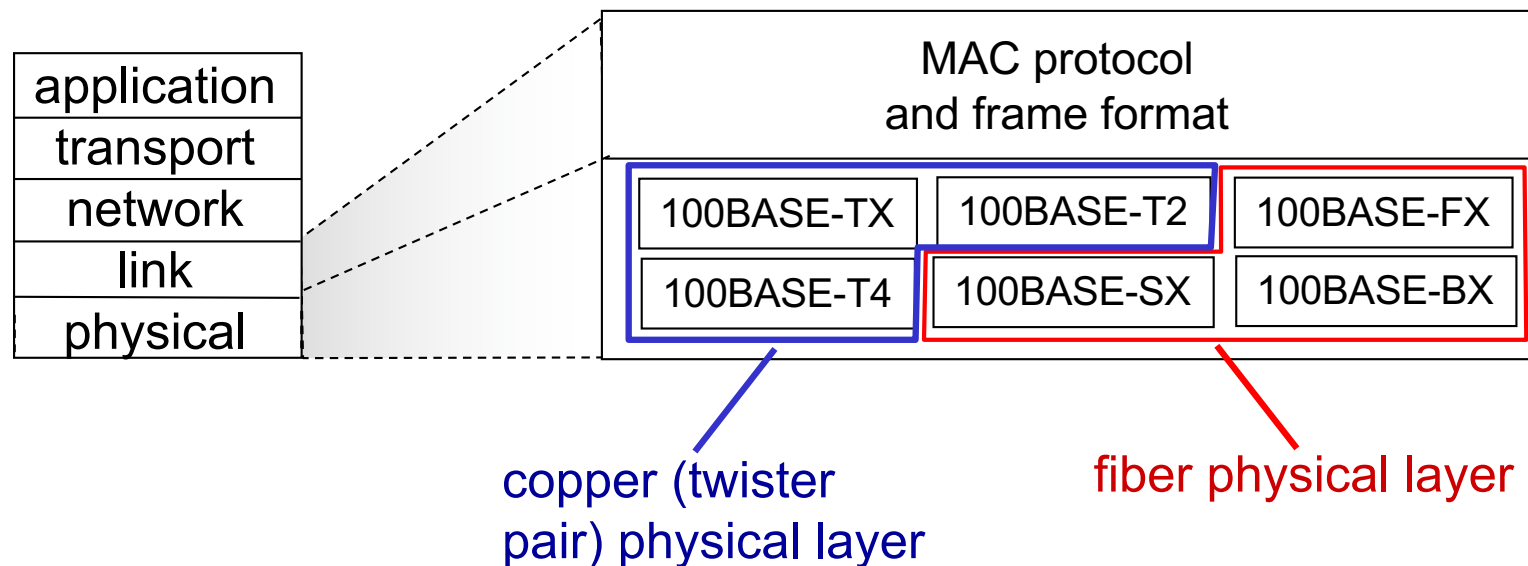 application
transport
network
link
physical
MAC protocol
and frame format
100BASE-TX
100BASE-T2
100BASE-FX
100BASE-T4
100BASE-SX
100BASE-BX
copper (twister
pair) physical layer
fiber physical layer